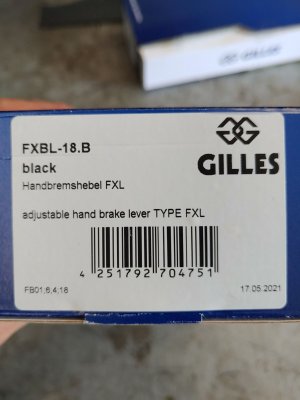 GILLES
FXBL-18.B
black
Handbremshebel FXL
GILLES
adjustable hand brake lever TYPE FXL
4 251792 704751
FB01;6;4;18
17.05.2021